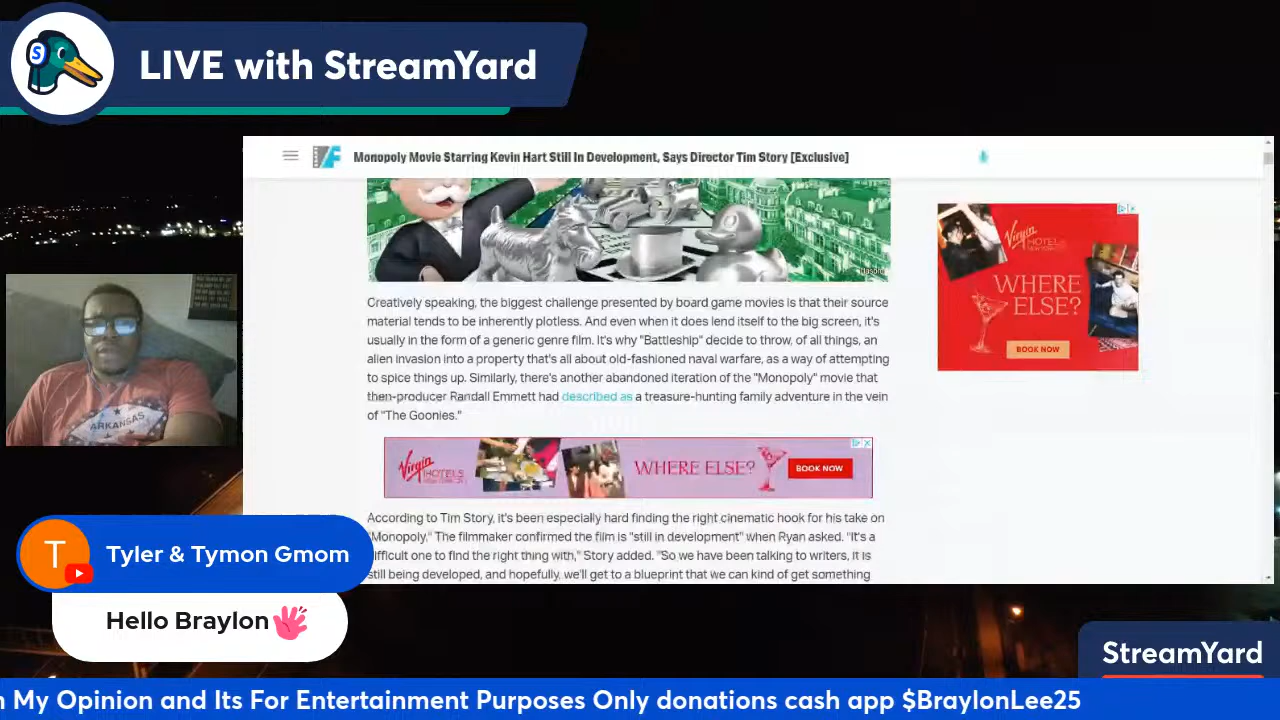 LIVE with StreamYard
Monopoly Movie Starring Kevin Hart Still In Development, Says Director Tim Story [Exclusive]
Creatively speaking, the biggest challenge presented by board game movies is that their source
material tends to be inherently plotless. And even when it does lend itself to the big screen, it's
usually in the form of a generic genre film. It's why "Battleship" decide to throw, of all things, an
alien invasion into a property that's all about old-fashioned naval warfare, as a way of attempting
to spice things up. Similarly, there's another abandoned iteration of the "Monopoly" movie that
then-producer Randall Emmett had described as a treasure-hunting family adventure in the vein
of "The Goonies."
Virgin
HOTELS
WHERE ELSE?
BOOK NOW
According to Tim Story, it's been especially hard finding the right cinematic hook for his take on
"Monopoly." The filmmaker confirmed the film is "still in development" when Ryan asked. "It's a
difficult one to find the right thing with," Story added. "So we have been talking to writers, it is
still being developed, and hopefully, we'll get to a blueprint that we can kind of get something
Virgin
HOTELS
WHERE
ELSE?
BOOK NOW
ARKANSAS
T
Tyler & Tymon Gmom
Hello Braylon
StreamYard
My Opinion and Its For Entertainment Purposes Only donations cash app $BraylonLee25